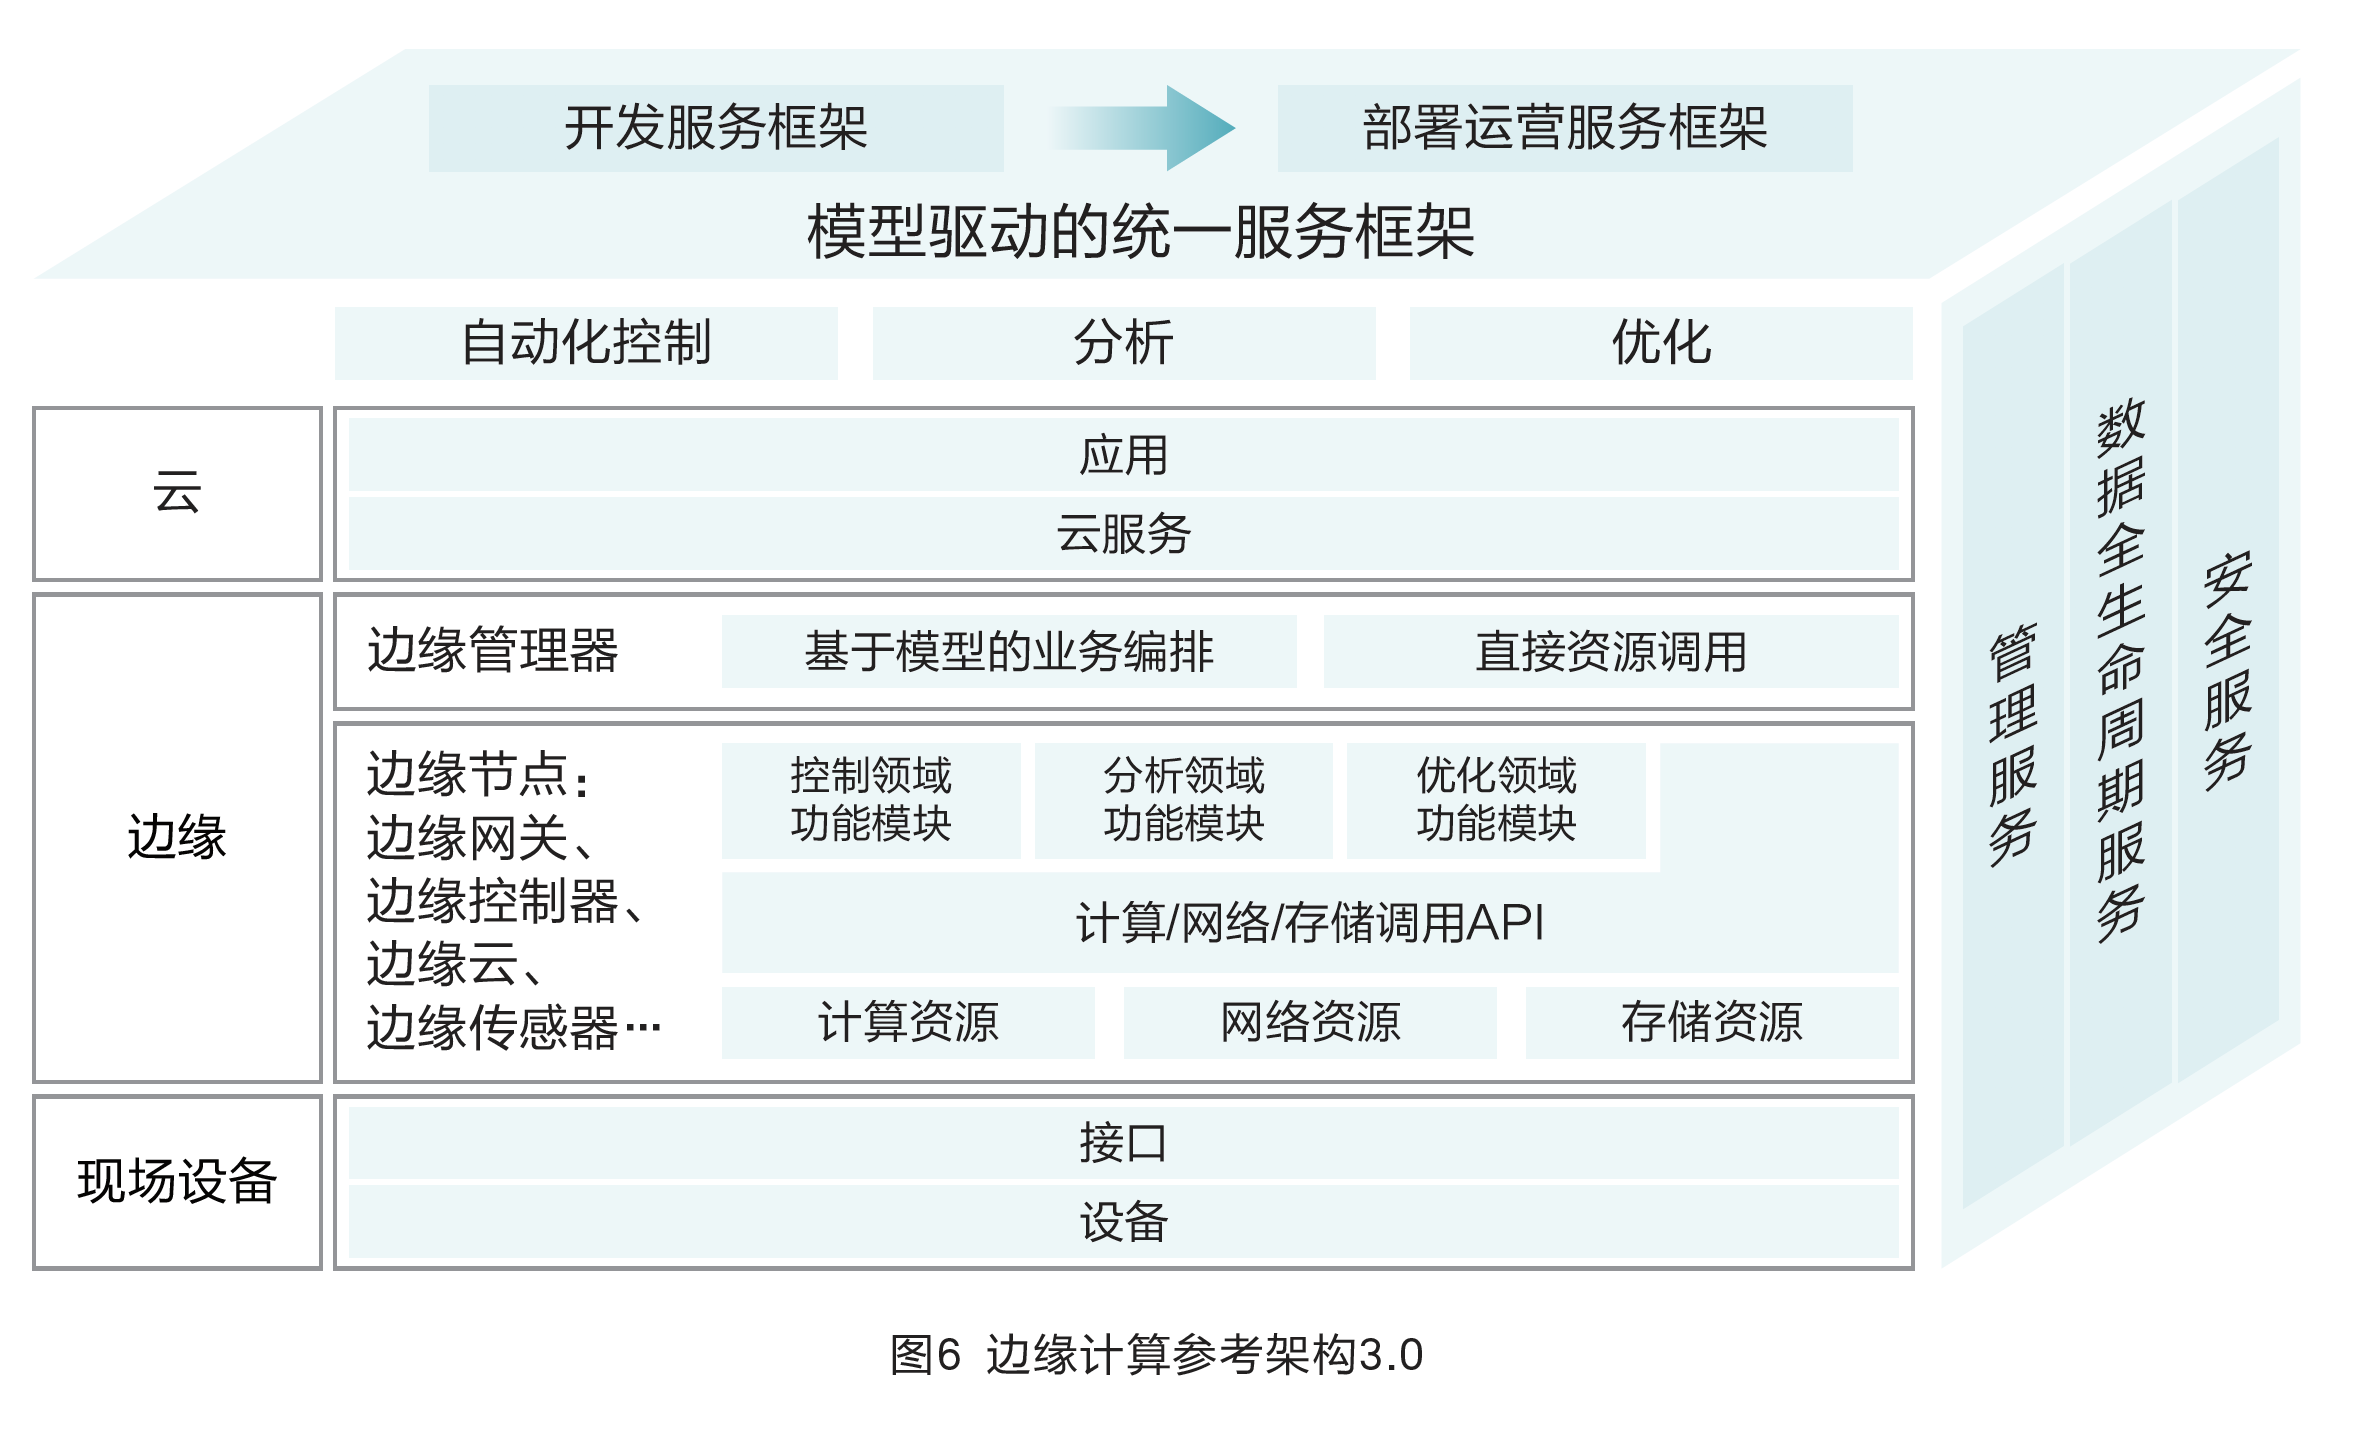 开发服务框架
部署运营服务框架
模型驱动的统一服务框架
自动化控制
分析
优化
云
应用
云服务
边缘
边缘管理器
基于模型的业务编排
直接资源调用
边缘节点：
边缘网关、
边缘控制器、
边缘云、
边缘传感器…
控制领域
功能模块
分析领域
功能模块
优化领域
功能模块
计算/网络/存储调用API
计算资源
网络资源
存储资源
现场设备
接口
设备
管理服务
数据全生命周期服务
安全服务
图6 边缘计算参考架构3.0